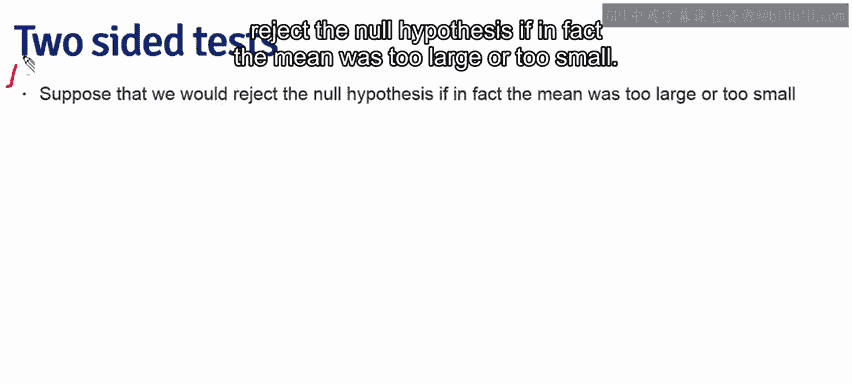 Two sided tests
reject the null hypothesis if in fact
the mean was too large or too small.
· Suppose that we would reject the null hypothesis if in fact the mean was too large or too small